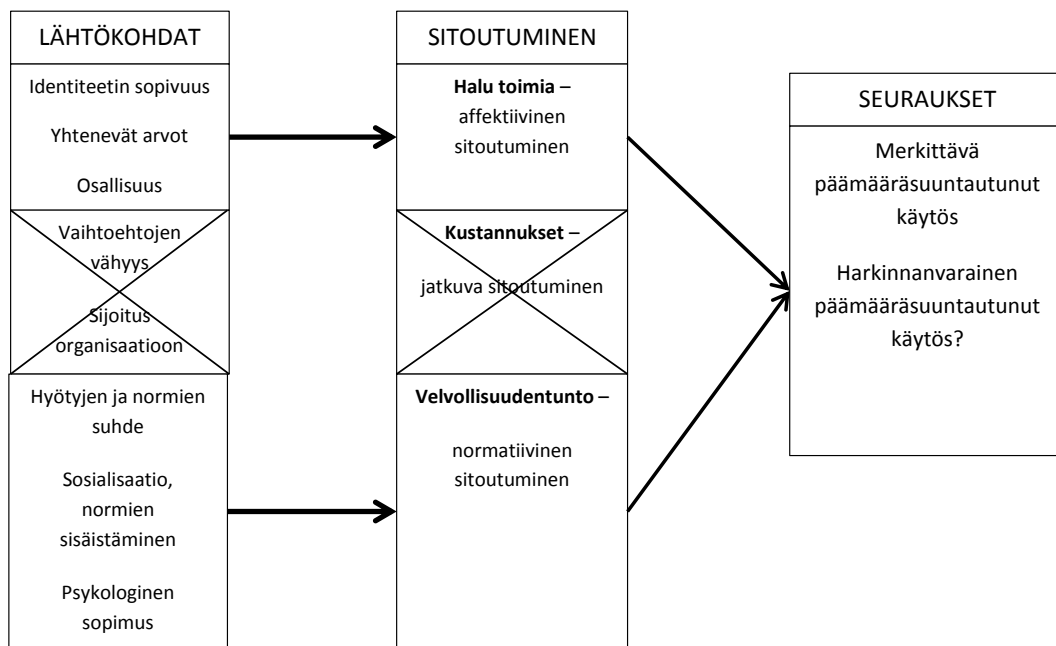 LÄHTÖKOHDAT
Identiteetin sopivuus
Yhtenevät arvot
Osallisuus
Vaihtoehtojen
vähyys
Sijoitus
organisaatioon
Hyötyjen ja normien
suhde
Sosialisaatio,
normien
sisäistäminen
Psykologinen
sopimus
SITOUTUMINEN
Halu toimia –
affektiivinen
sitoutuminen
Kustannukset –
jatkuva sitoutuminen
Velvollisuudentunto –
normatiivinen
sitoutuminen
SEURAUKSET
Merkittävä
päämääräsuuntautunut
käytös
Harkinnanvarainen
päämääräsuuntautunut
käytös?